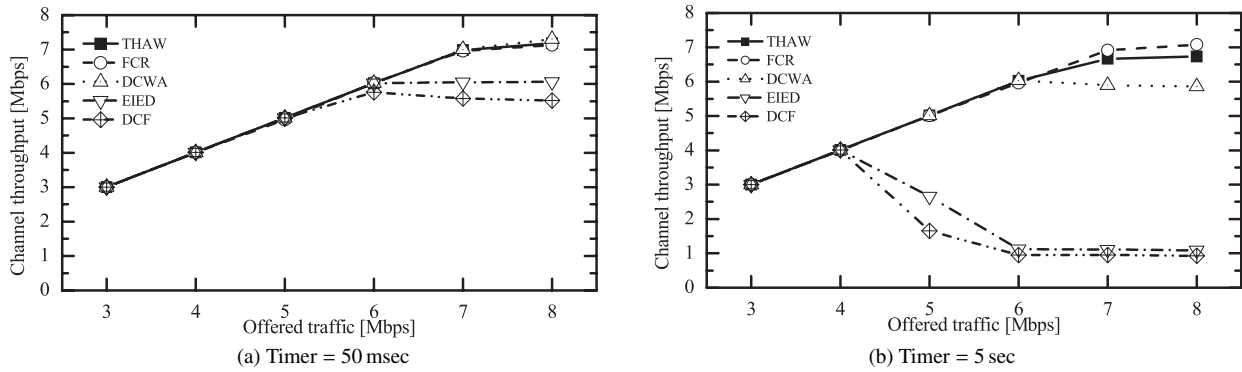 8
7
6
5
4
3
2
1
0
Channel throughput [Mbps]
THAW
FCR
DCWA
EIED
DCF
3 4 5 6 7 8
Offered traffic [Mbps]
(a) Timer = 50 msec
8
7
6
5
4
3
2
1
0
Channel throughput [Mbps]
THAW
FCR
DCWA
EIED
DCF
3 4 5 6 7 8
Offered traffic [Mbps]
(b) Timer = 5 sec